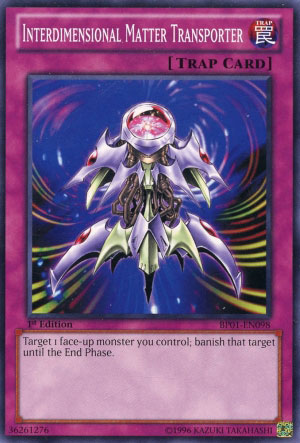 INTERDIMENSIONAL MATTER TRANSPORTER
TRAP
罠
[TRAP CARD]
1st Edition
BP01-EN098
Target 1 face-up monster you control; banish that target
until the End Phase.
36261276
©1996 KAZUKI TAKAHASHI